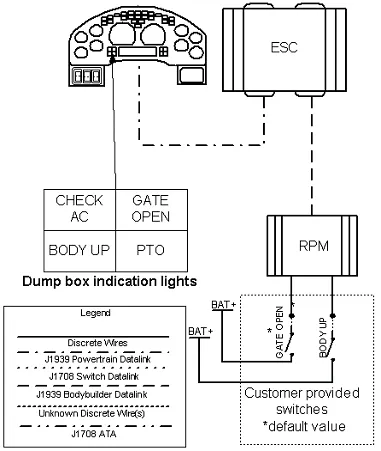 ESC
CHECK AC
GATE OPEN
BODY UP
PTO
Dump box indication lights
RPM
Legend
Discrete Wires
J1939 Powertrain Datalink
J1708 Switch Datalink
J1939 Bodybuilder Datalink
Unknown Discrete Wire(s)
J1708 ATA
BAT+
BAT+
*
*
GATE OPEN
BODY UP
Customer provided
switches
*default value